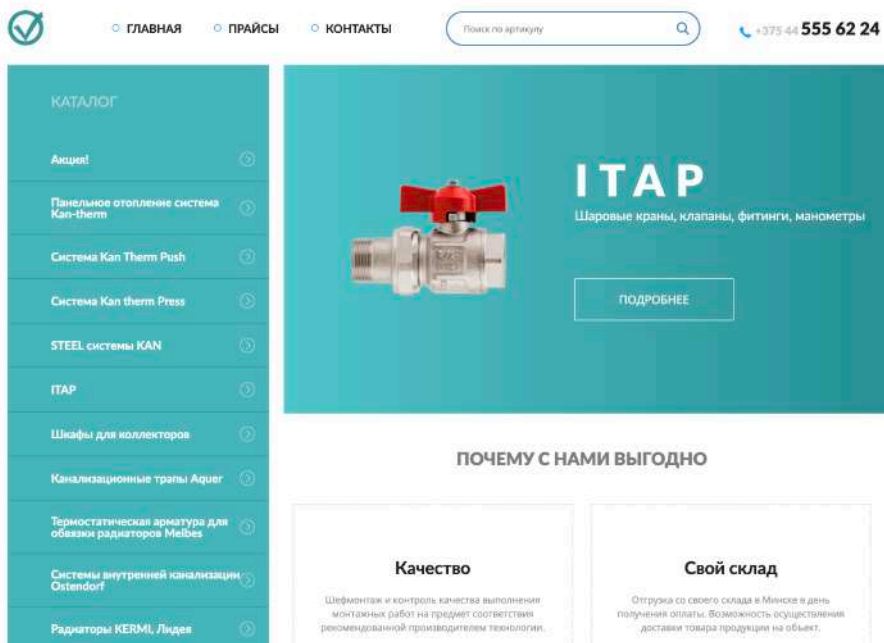 ГЛАВНАЯ
ПРАЙСЫ
КОНТАКТЫ
Поиск по артикулу
+375 44 555 62 24
КАТАЛОГ
Акция!
Панельное отопление система
Kan-therm
Система Kan Therm Push
Система Kan therm Press
STEEL системы KAN
ITAP
Шкафы для коллекторов
Канализационные трапы Aquer
Термостатическая арматура для
обвязки радиаторов Meibes
Системы внутренней канализации
Ostendorf
Радиаторы KERMI, Лидея
ITAP
Шаровые краны, клапаны, фитинги, манометры
ПОДРОБНЕЕ
ПОЧЕМУ С НАМИ ВЫГОДНО
Качество
Шефмонтаж и контроль качества выполнения
монтажных работ на предмет соответствия
рекомендованной производителем технологии.
Свой склад
Отгрузка со своего склада в Минске в день
получения оплаты. Возможность осуществления
доставки товара продукции на объект.